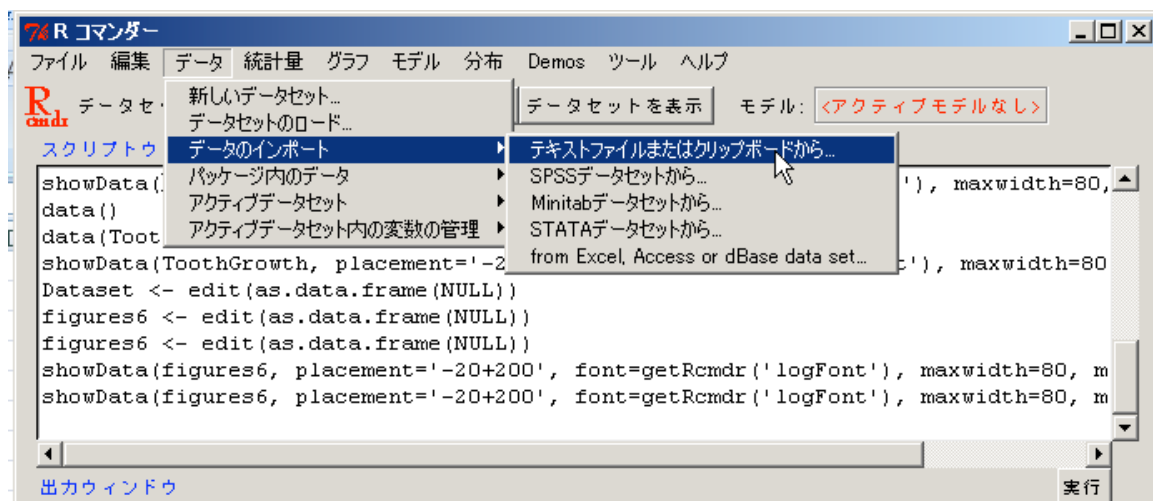 R コマンダー
ファイル 編集 データ 統計量 グラフ モデル 分布 Demos ツール ヘルプ
R cmdr データセ 新しいデータセット... データセットを表示 モデル: <アクティブモデルなし>
データセットのロード...
スクリプトウ データのインポート テキストファイルまたはクリップボードから...
showData( パッケージ内のデータ SPSSデータセットから... '), maxwidth=80,
data() アクティブデータセット Minitabデータセットから...
data(Toot アクティブデータセット内の変数の管理 STATAデータセットから...
showData(ToothGrowth, placement='-2 from Excel, Access or dBase data set... t'), maxwidth=80
Dataset <- edit(as.data.frame(NULL))
figures6 <- edit(as.data.frame(NULL))
figures6 <- edit(as.data.frame(NULL))
showData(figures6, placement='-20+200', font=getRcmdr('logFont'), maxwidth=80, m
showData(figures6, placement='-20+200', font=getRcmdr('logFont'), maxwidth=80, m
出力ウィンドウ 実行